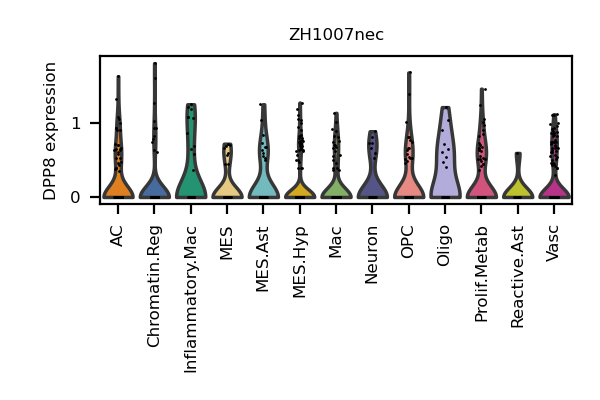 ZH1007nec
DPP8 expression
1
0
AC
Chromatin.Reg
Inflammatory.Mac
MES
MES.Ast
MES.Hyp
Mac
Neuron
OPC
Oligo
Prolif.Metab
Reactive.Ast
Vasc